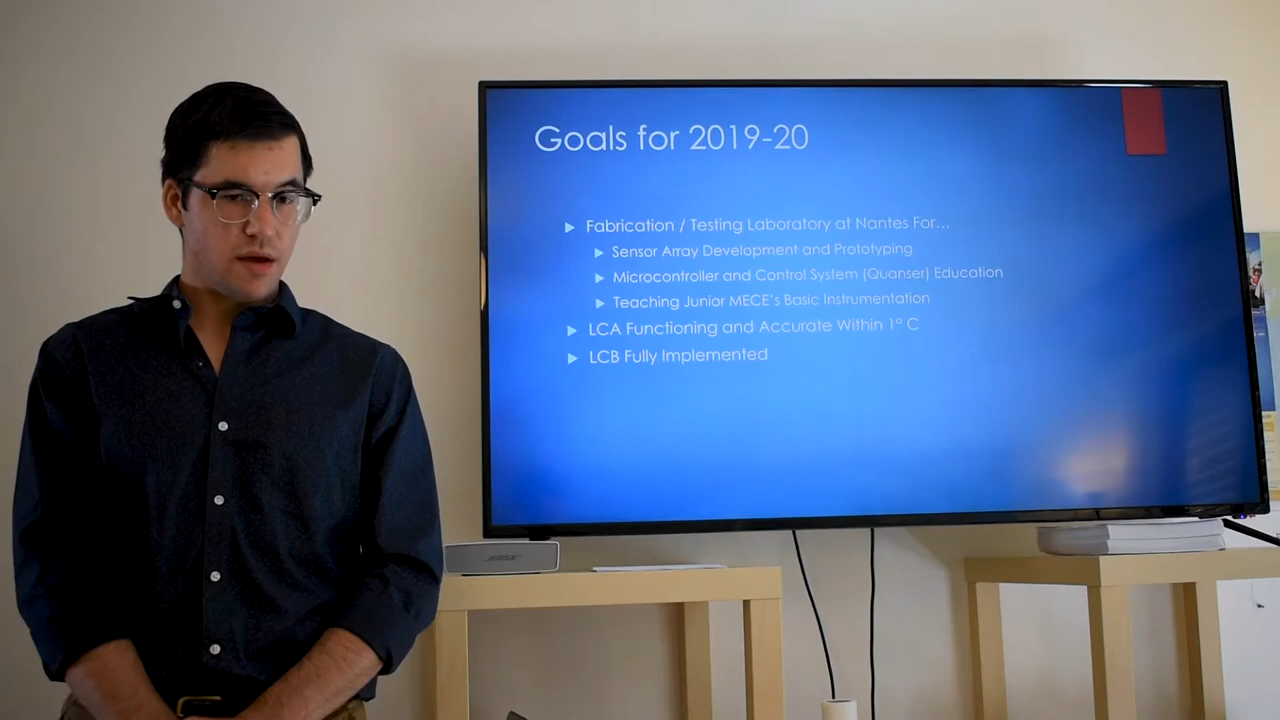 Goals for 2019-20
Fabrication / Testing Laboratory at Nantes For...
Sensor Array Development and Prototyping
Microcontroller and Control System (Quanser) Education
Teaching Junior MECE's Basic Instrumentation
LCA Functioning and Accurate Within 1° C
LCB Fully Implemented
BOSE